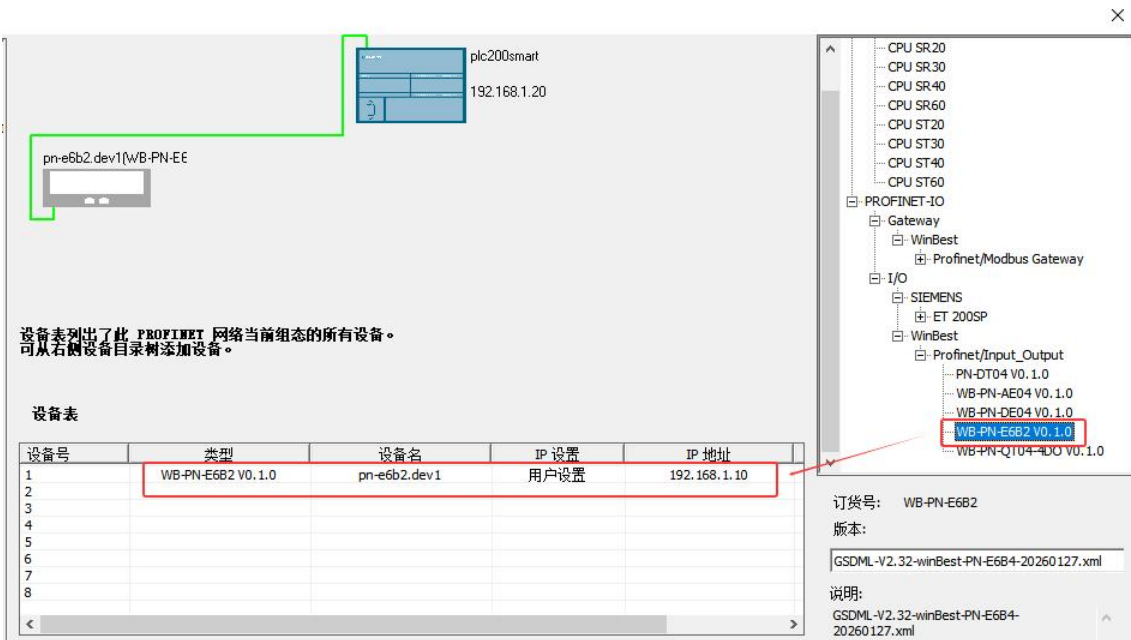 plc200smart
192.168.1.20
pn-e6b2.dev1(WB-PN-E6
设备表列出了此 PROFINET 网络当前组态的所有设备。
可从右侧设备目录树添加设备。
设备表
设备号 类型 设备名 IP 设置 IP 地址
1 WB-PN-E6B2 V0.1.0 pn-e6b2.dev1 用户设置 192.168.1.10
2
3
4
5
6
7
8
CPU SR20
CPU SR30
CPU SR40
CPU SR60
CPU ST20
CPU ST30
CPU ST40
CPU ST60
PROFINET-IO
Gateway
WinBest
Profinet/Modbus Gateway
I/O
SIEMENS
ET 200SP
WinBest
Profinet/Input_Output
PN-DT04 V0.1.0
WB-PN-AE04 V0.1.0
WB-PN-DE04 V0.1.0
WB-PN-E6B2 V0.1.0
WB-PN-QT04-4DO V0.1.0
订货号: WB-PN-E6B2
版本:
GSDML-V2.32-winBest-PN-E6B4-20260127.xml
说明:
GSDML-V2.32-winBest-PN-E6B4-
20260127.xml